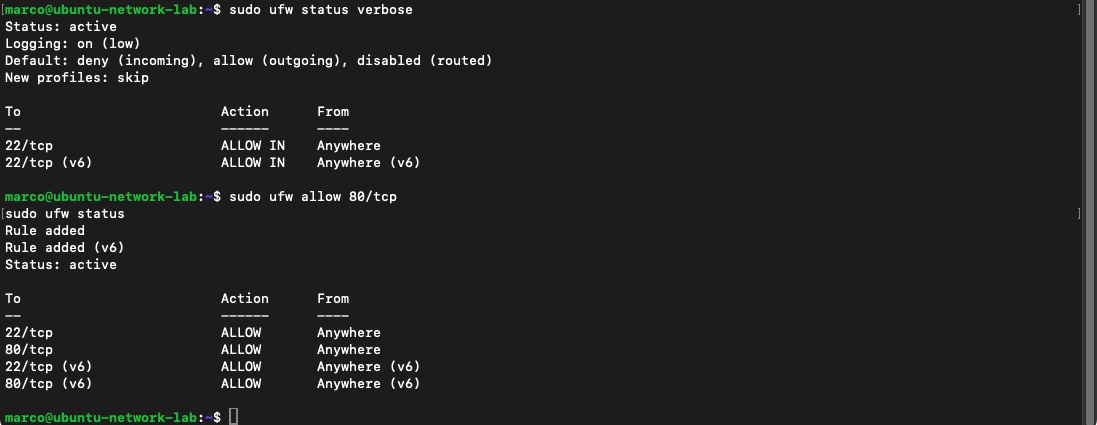 [marco@ubuntu-network-lab:~$ sudo ufw status verbose ]
Status: active
Logging: on (low)
Default: deny (incoming), allow (outgoing), disabled (routed)
New profiles: skip
To Action From
-- ------ ----
22/tcp ALLOW IN Anywhere
22/tcp (v6) ALLOW IN Anywhere (v6)
marco@ubuntu-network-lab:~$ sudo ufw allow 80/tcp
[sudo ufw status ]
Rule added
Rule added (v6)
Status: active
To Action From
-- ------ ----
22/tcp ALLOW Anywhere
80/tcp ALLOW Anywhere
22/tcp (v6) ALLOW Anywhere (v6)
80/tcp (v6) ALLOW Anywhere (v6)
marco@ubuntu-network-lab:~$